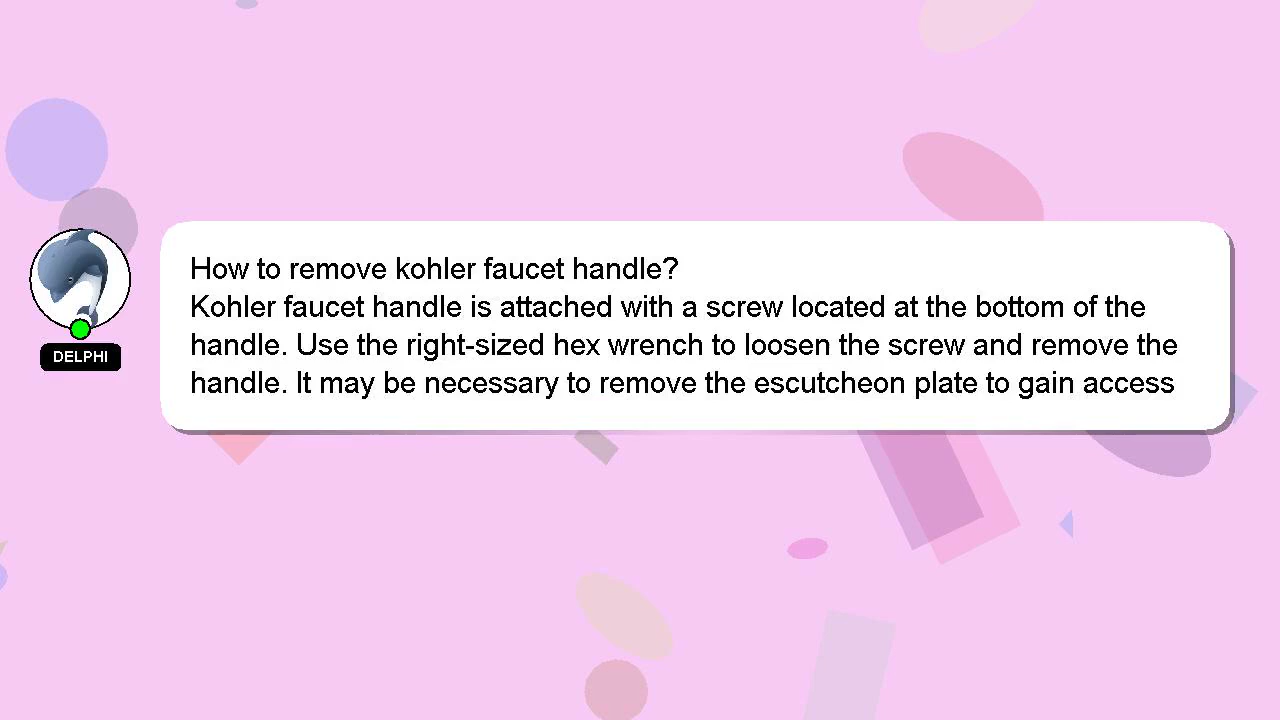 How to remove kohler faucet handle?
Kohler faucet handle is attached with a screw located at the bottom of the
handle. Use the right-sized hex wrench to loosen the screw and remove the
handle. It may be necessary to remove the escutcheon plate to gain access
DELPHI